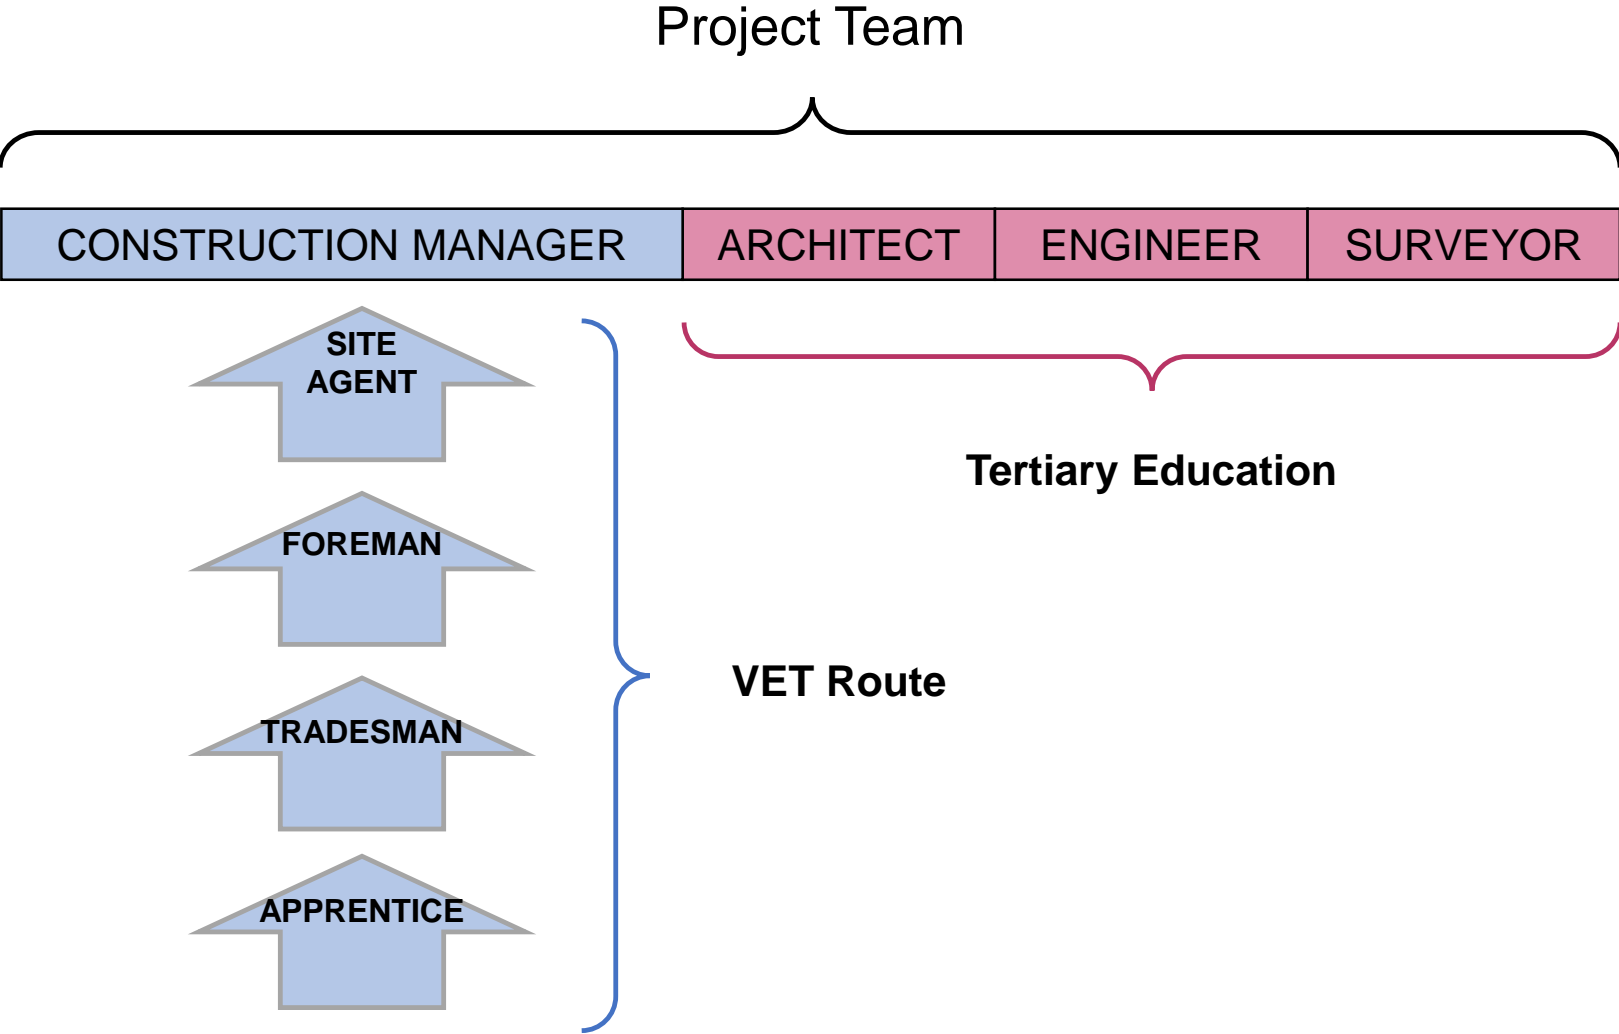 Project Team
CONSTRUCTION MANAGER
ARCHITECT
ENGINEER
SURVEYOR
SITE
AGENT
Tertiary Education
FOREMAN
VET Route
TRADESMAN
APPRENTICE